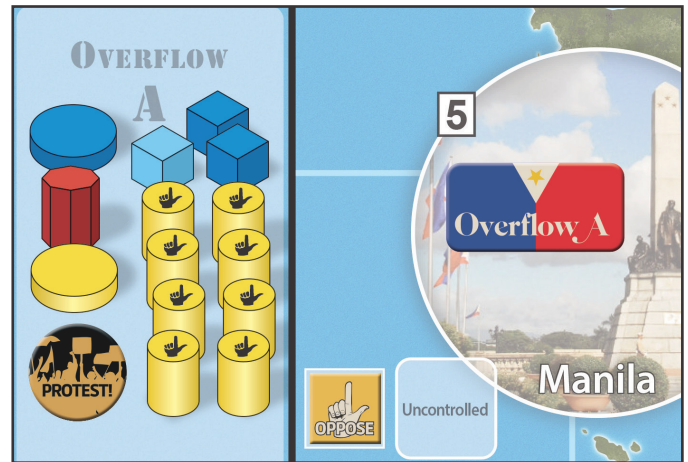 OVERFLOW
A
PROTEST!
5
Overflow A
OPPOSE
Uncontrolled
Manila